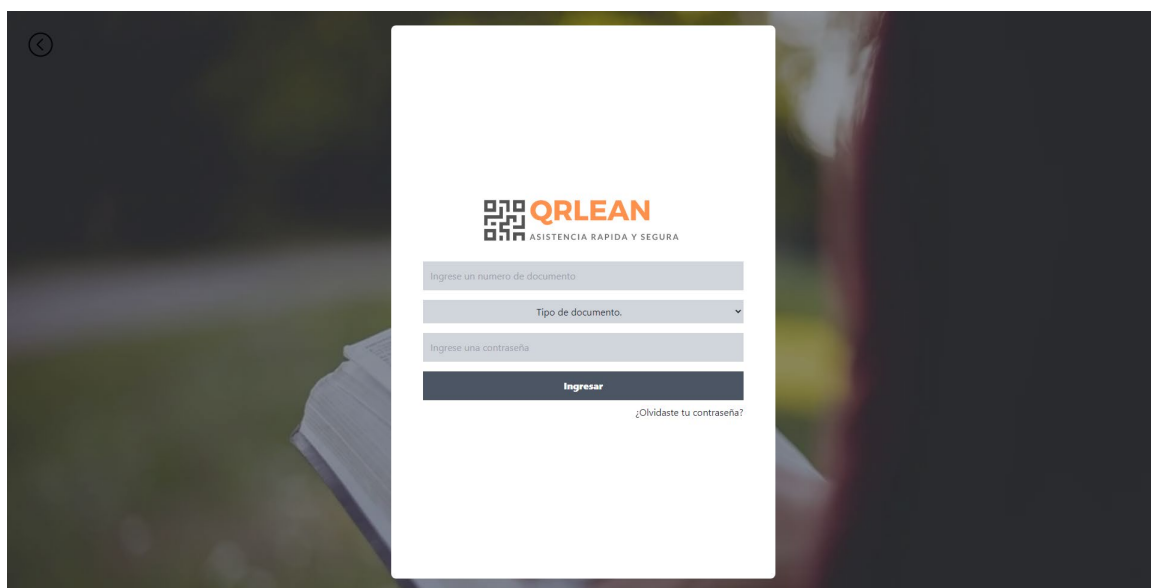 QRLEAN
ASISTENCIA RAPIDA Y SEGURA
Ingrese un numero de documento
Tipo de documento.
Ingrese una contraseña
Ingresar
¿Olvidaste tu contraseña?